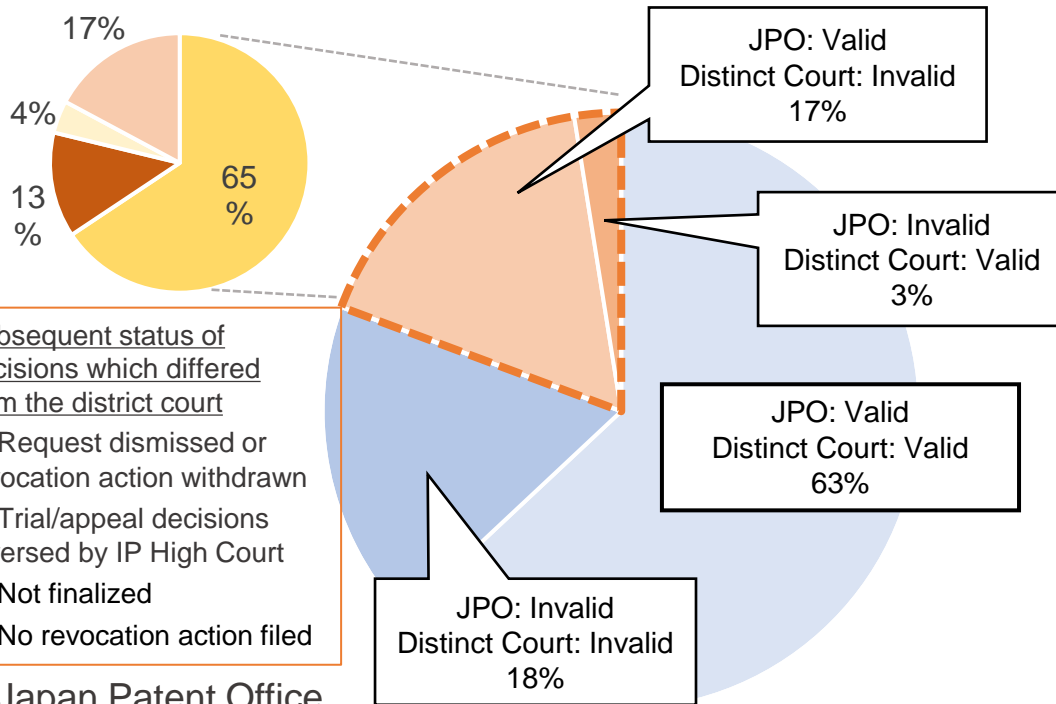 17%
4%
13
%
65
%
JPO: Valid
Distinct Court: Invalid
17%
JPO: Invalid
Distinct Court: Valid
3%
JPO: Valid
Distinct Court: Valid
63%
JPO: Invalid
Distinct Court: Invalid
18%
bsequent status of
cisions which differed
m the district court
Request dismissed or
ocation action withdrawn
Trial/appeal decisions
ersed by IP High Court
Not finalized
No revocation action filed
Japan Patent Office